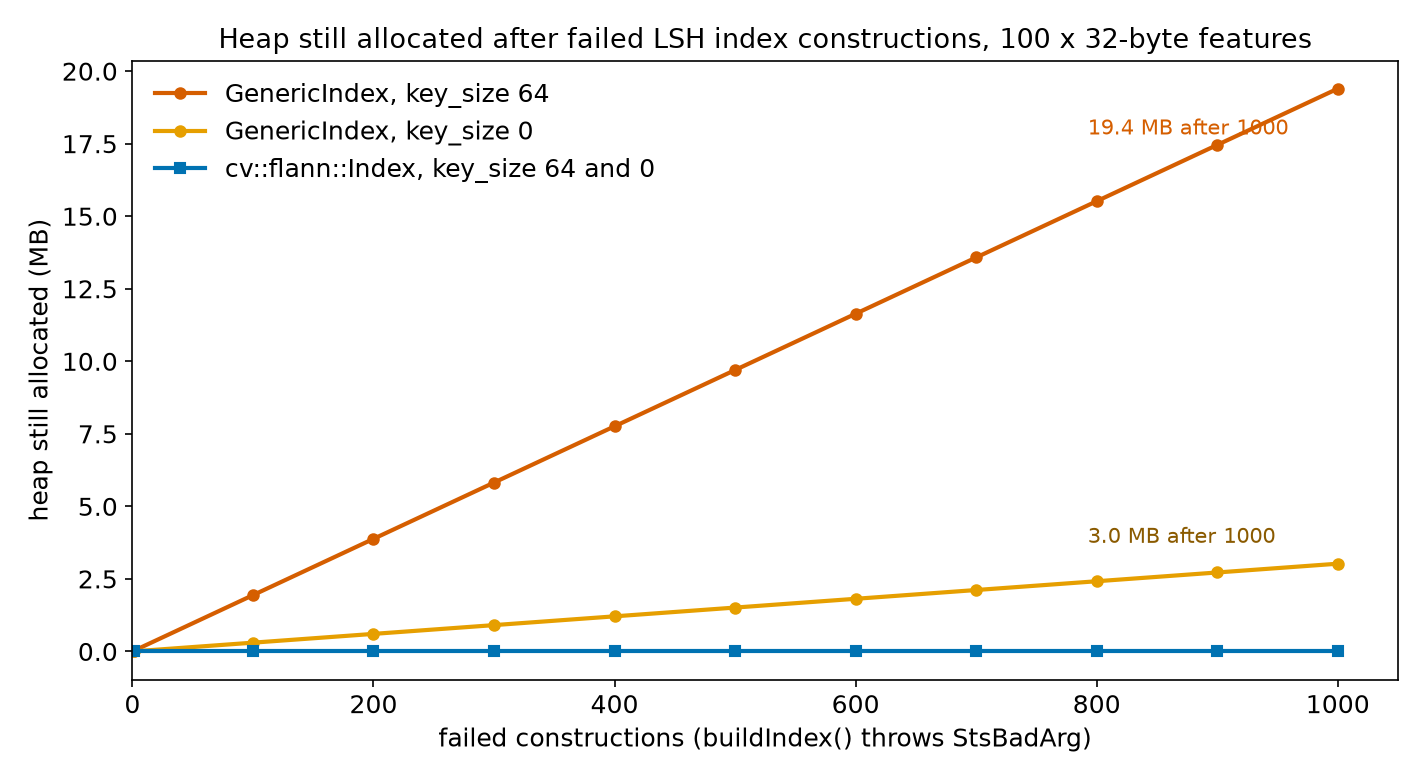 Heap still allocated after failed LSH index constructions, 100 x 32-byte features
20.0
17.5
15.0
12.5
10.0
7.5
5.0
2.5
0.0
heap still allocated (MB)
GenericIndex, key_size 64
GenericIndex, key_size 0
cv::flann::Index, key_size 64 and 0
19.4 MB after 1000
3.0 MB after 1000
0
200
400
600
800
1000
failed constructions (buildIndex() throws StsBadArg)